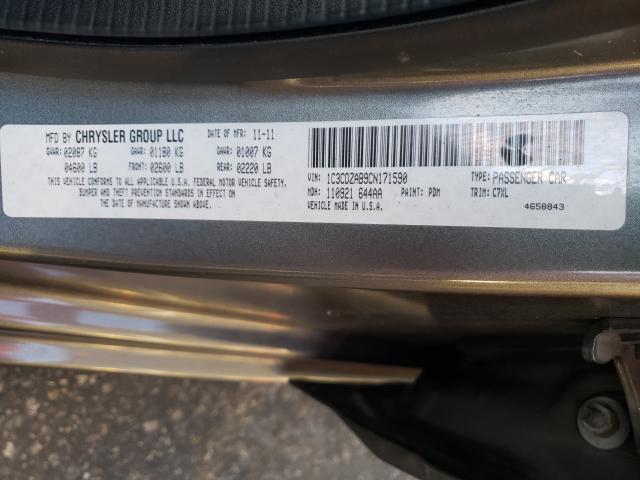 MFD BY CHRYSLER GROUP LLC DATE OF MFR: 11-11
GVWR: 02087 KG GAWR: 01180 KG GAWR: 01007 KG
04600 LB FRONT: 02600 LB REAR: 02220 LB
THIS VEHICLE CONFORMS TO ALL APPLICABLE U.S.A. FEDERAL MOTOR VEHICLE SAFETY,
BUMPER AND THEFT PREVENTION STANDARDS IN EFFECT ON
THE DATE OF MANUFACTURE SHOWN ABOVE.
VIN: 1C3CDZAB9CN171590 TYPE: PASSENGER CAR
MDH: 110921 644AA PAINT: PDM TRIM: C7XL
VEHICLE MADE IN U.S.A. 4658843